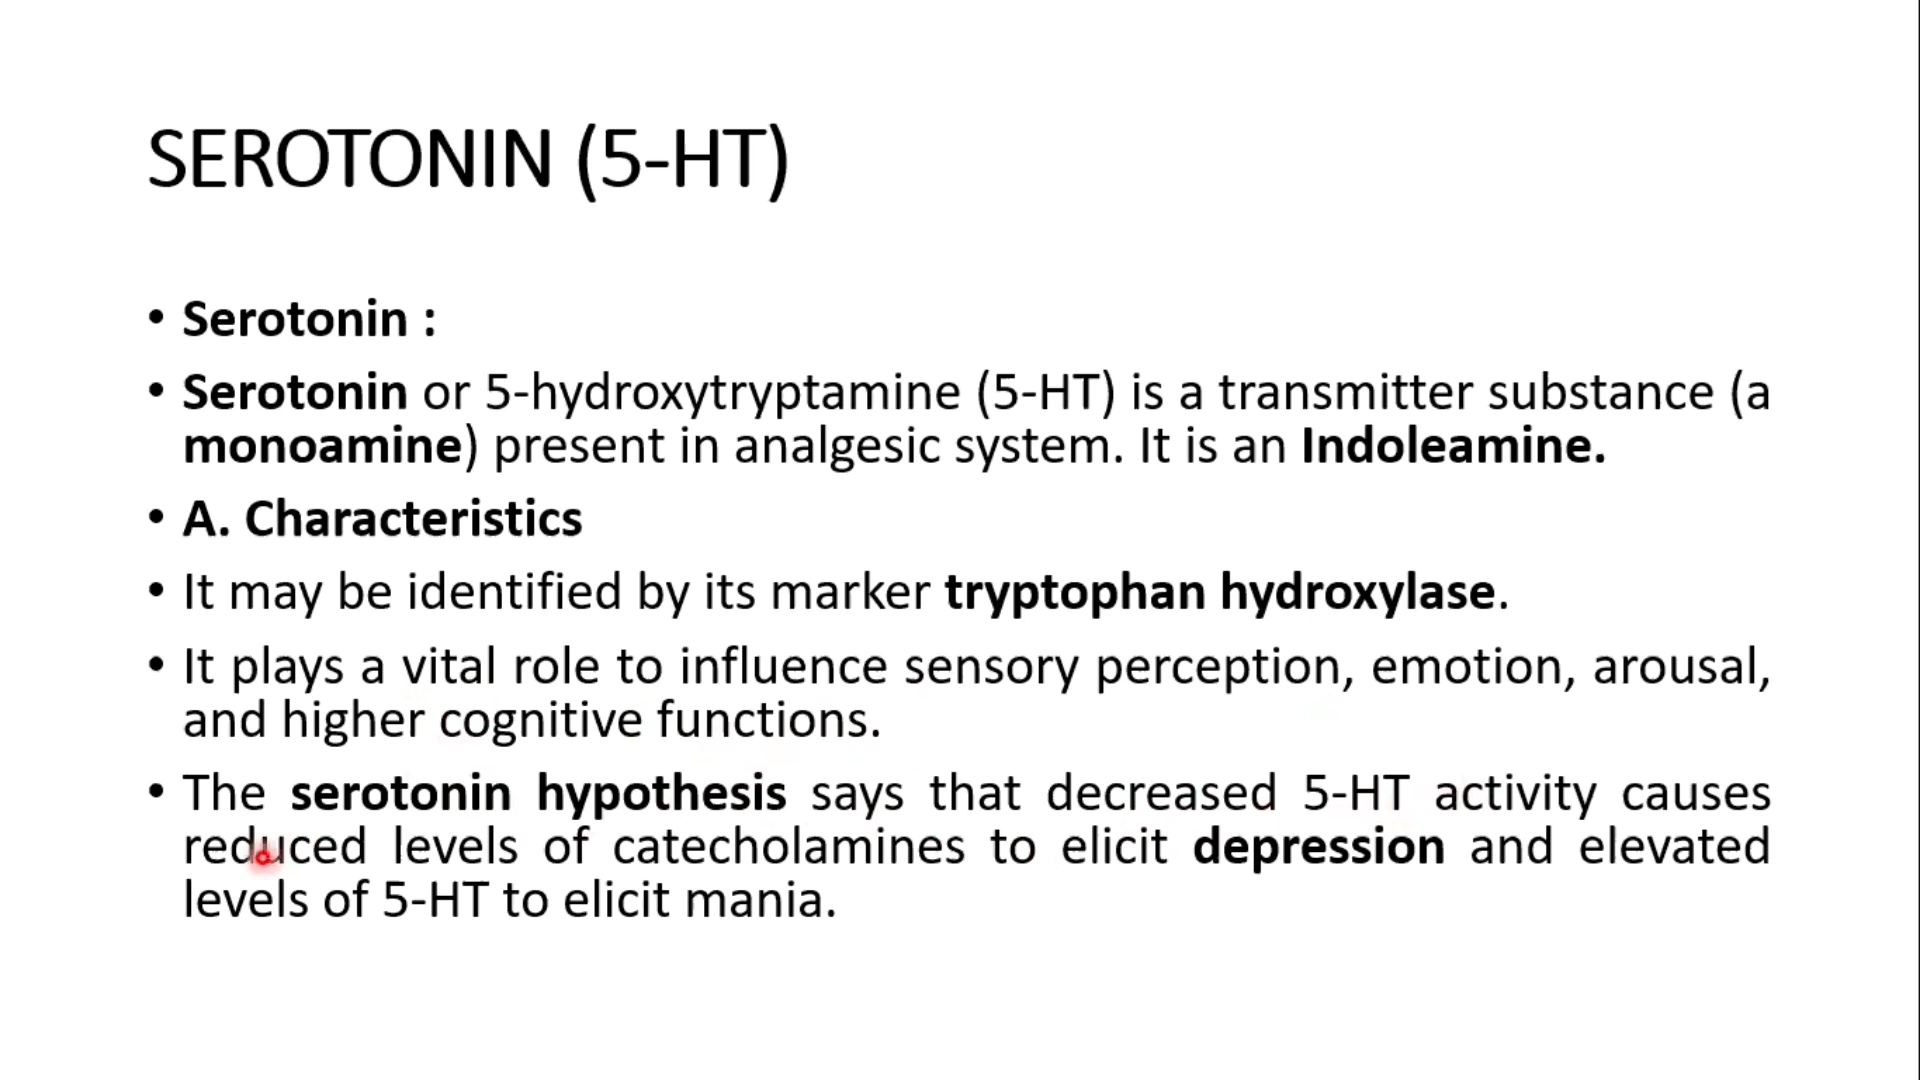 SEROTONIN (5-HT)
• Serotonin :
• Serotonin or 5-hydroxytryptamine (5-HT) is a transmitter substance (a
monoamine) present in analgesic system. It is an Indoleamine.
• A. Characteristics
• It may be identified by its marker tryptophan hydroxylase.
• It plays a vital role to influence sensory perception, emotion, arousal,
and higher cognitive functions.
• The serotonin hypothesis says that decreased 5-HT activity causes
reduced levels of catecholamines to elicit depression and elevated
levels of 5-HT to elicit mania.